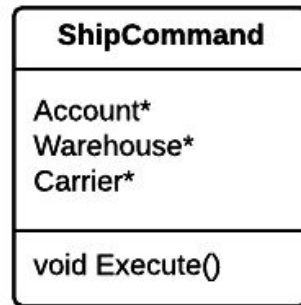 ShipCommand
Account*
Warehouse*
Carrier*
void Execute()